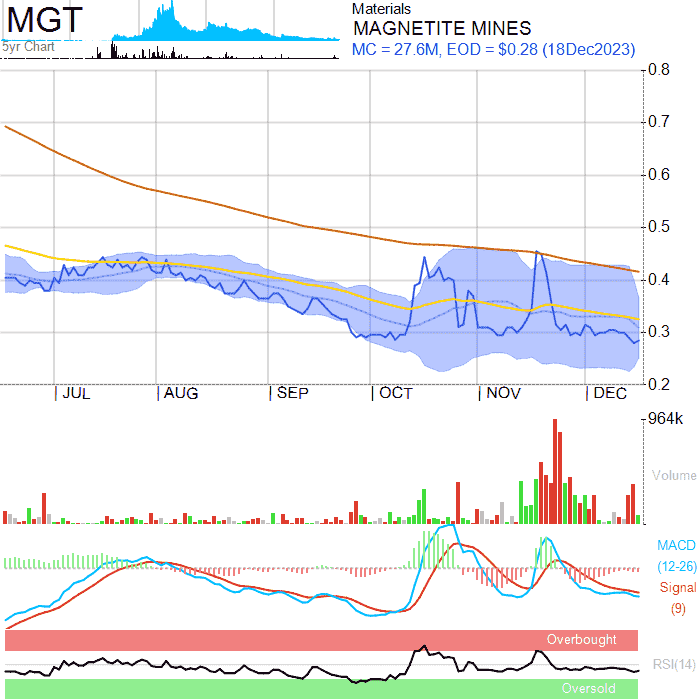 MGT
5yr Chart
Materials
MAGNETITE MINES
MC = 27.6M, EOD = $0.28 (18Dec2023)
0.8
0.7
0.6
0.5
0.4
0.3
0.2
JUL AUG SEP OCT NOV DEC
964k
Volume
MACD
(12-26)
Signal
(9)
Overbought
RSI(14)
Oversold